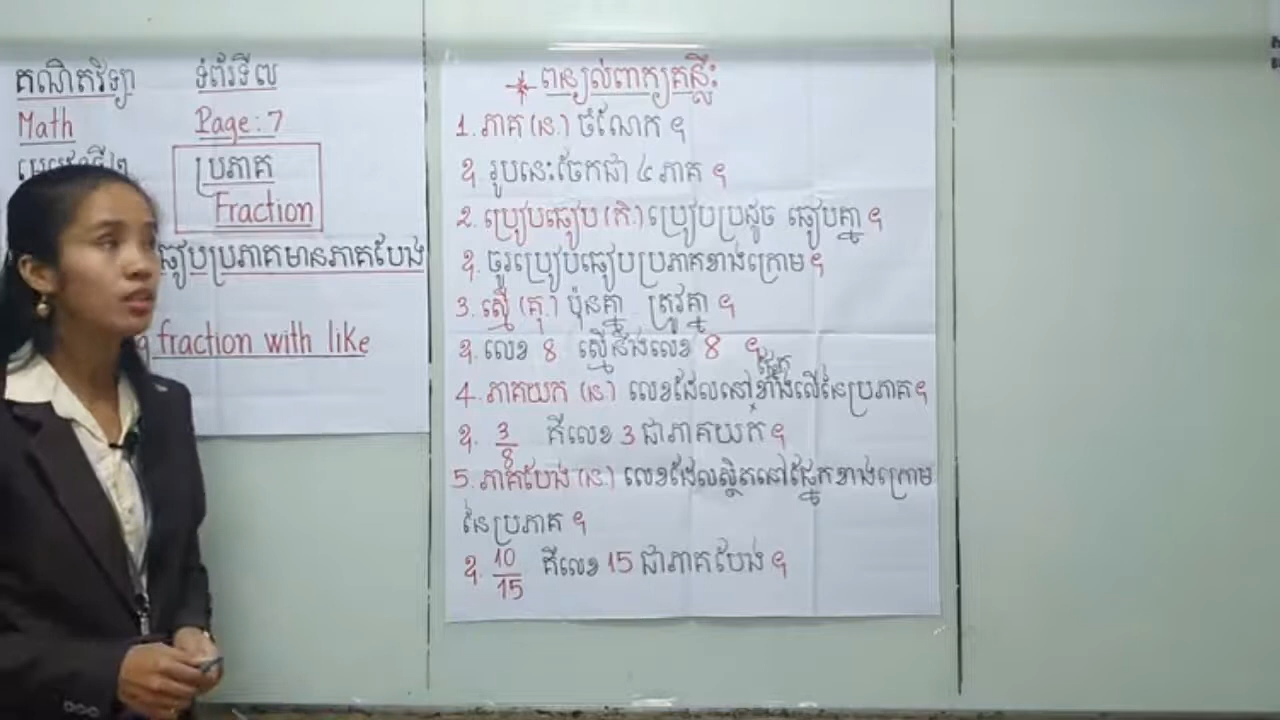 គណិតវិទ្យា
ទំព័រទី៧
Math
Page: 7
ប្រភាគ
Fraction
ធៀបប្រភាគមានភាគបែង
fraction with like
ពន្យល់ពាក្យគន្លឹះ
1. ភាគ (ន.) ចំណែក ។
ឧ. រូបនេះចែកជា ៤ ភាគ ។
2. ប្រៀបធៀប (កិ.) ប្រៀបប្រដូច ធៀបគ្នា ។
ឧ. ចូរប្រៀបធៀបប្រភាគខាងក្រោម ។
3. ស្មើ (គុ.) ប៉ុនគ្នា ត្រូវគ្នា ។
ឧ. លេខ 8 ស្មើនឹងលេខ 8 ។
4. ភាគយក (ន.) លេខដែលនៅផ្នែកខាងលើនៃប្រភាគ ។
ឧ. 3/8 គឺលេខ 3 ជាភាគយក ។
5. ភាគបែង (ន.) លេខដែលស្ថិតនៅផ្នែកខាងក្រោម
នៃប្រភាគ ។
ឧ. 10/15 គឺលេខ 15 ជាភាគបែង ។